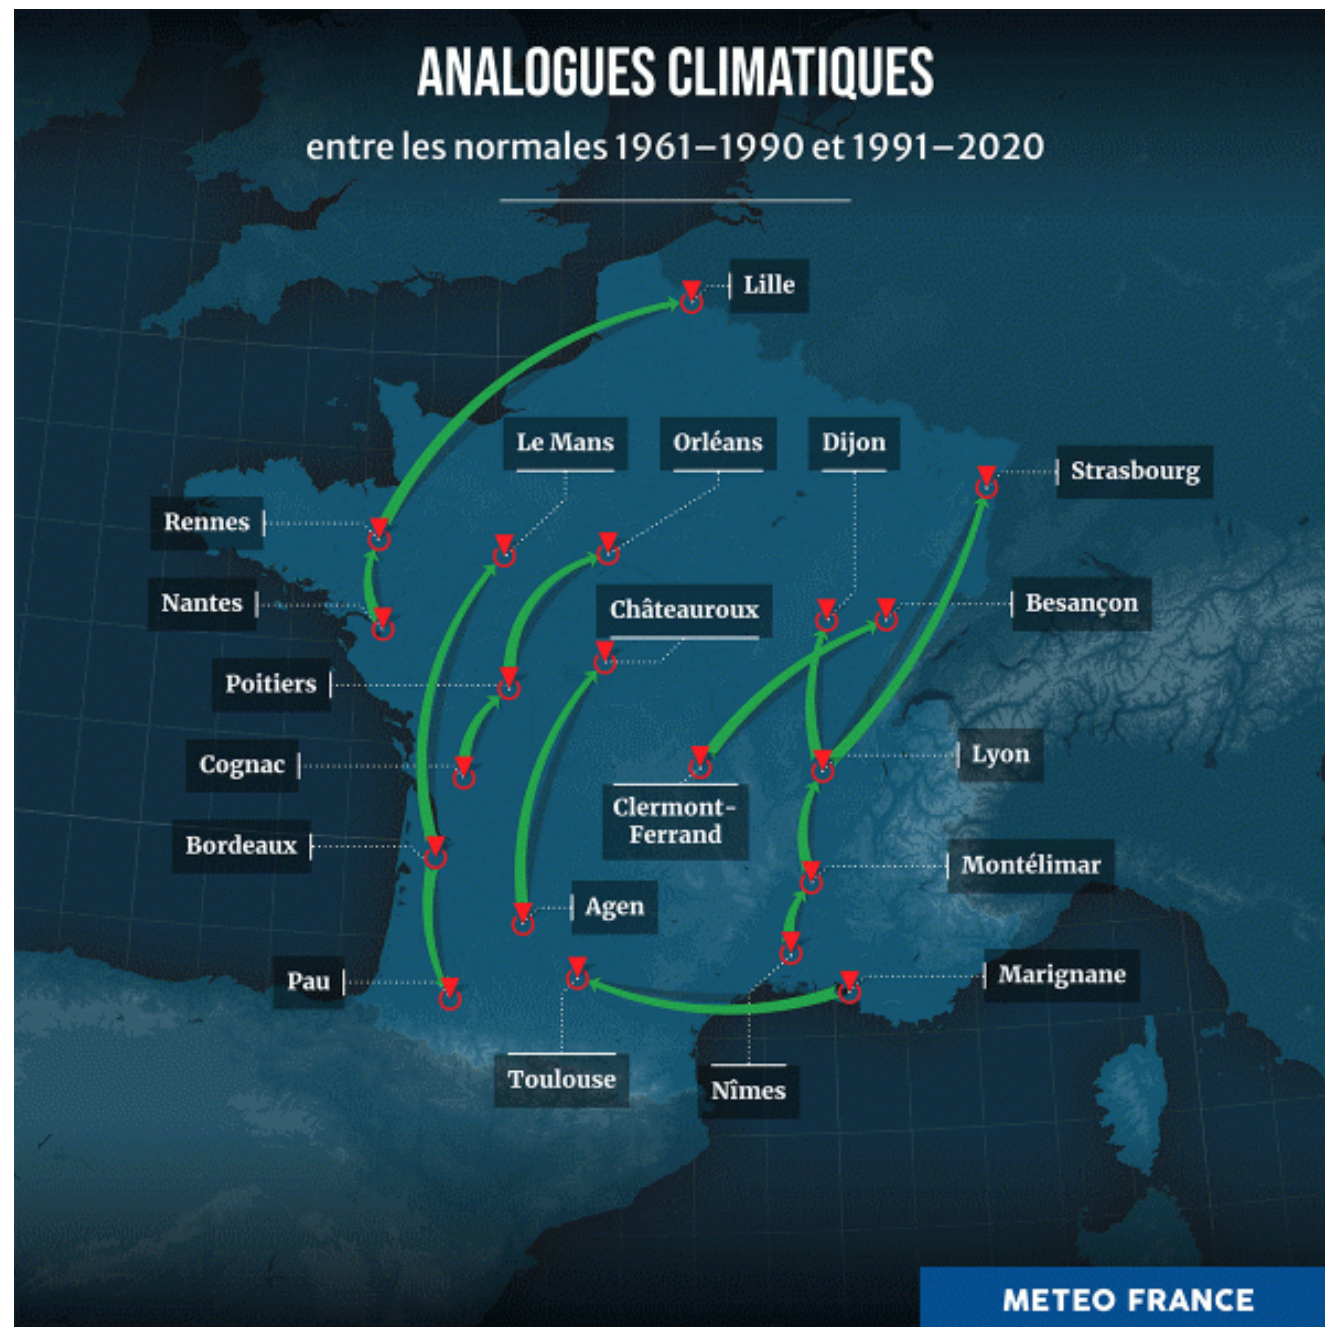 ANALOGUES CLIMATIQUES
entre les normales 1961–1990 et 1991–2020
Lille
Le Mans
Orléans
Dijon
Strasbourg
Rennes
Nantes
Châteauroux
Besançon
Poitiers
Cognac
Lyon
Clermont-
Ferrand
Bordeaux
Montélimar
Agen
Pau
Marignane
Toulouse
Nîmes
METEO FRANCE